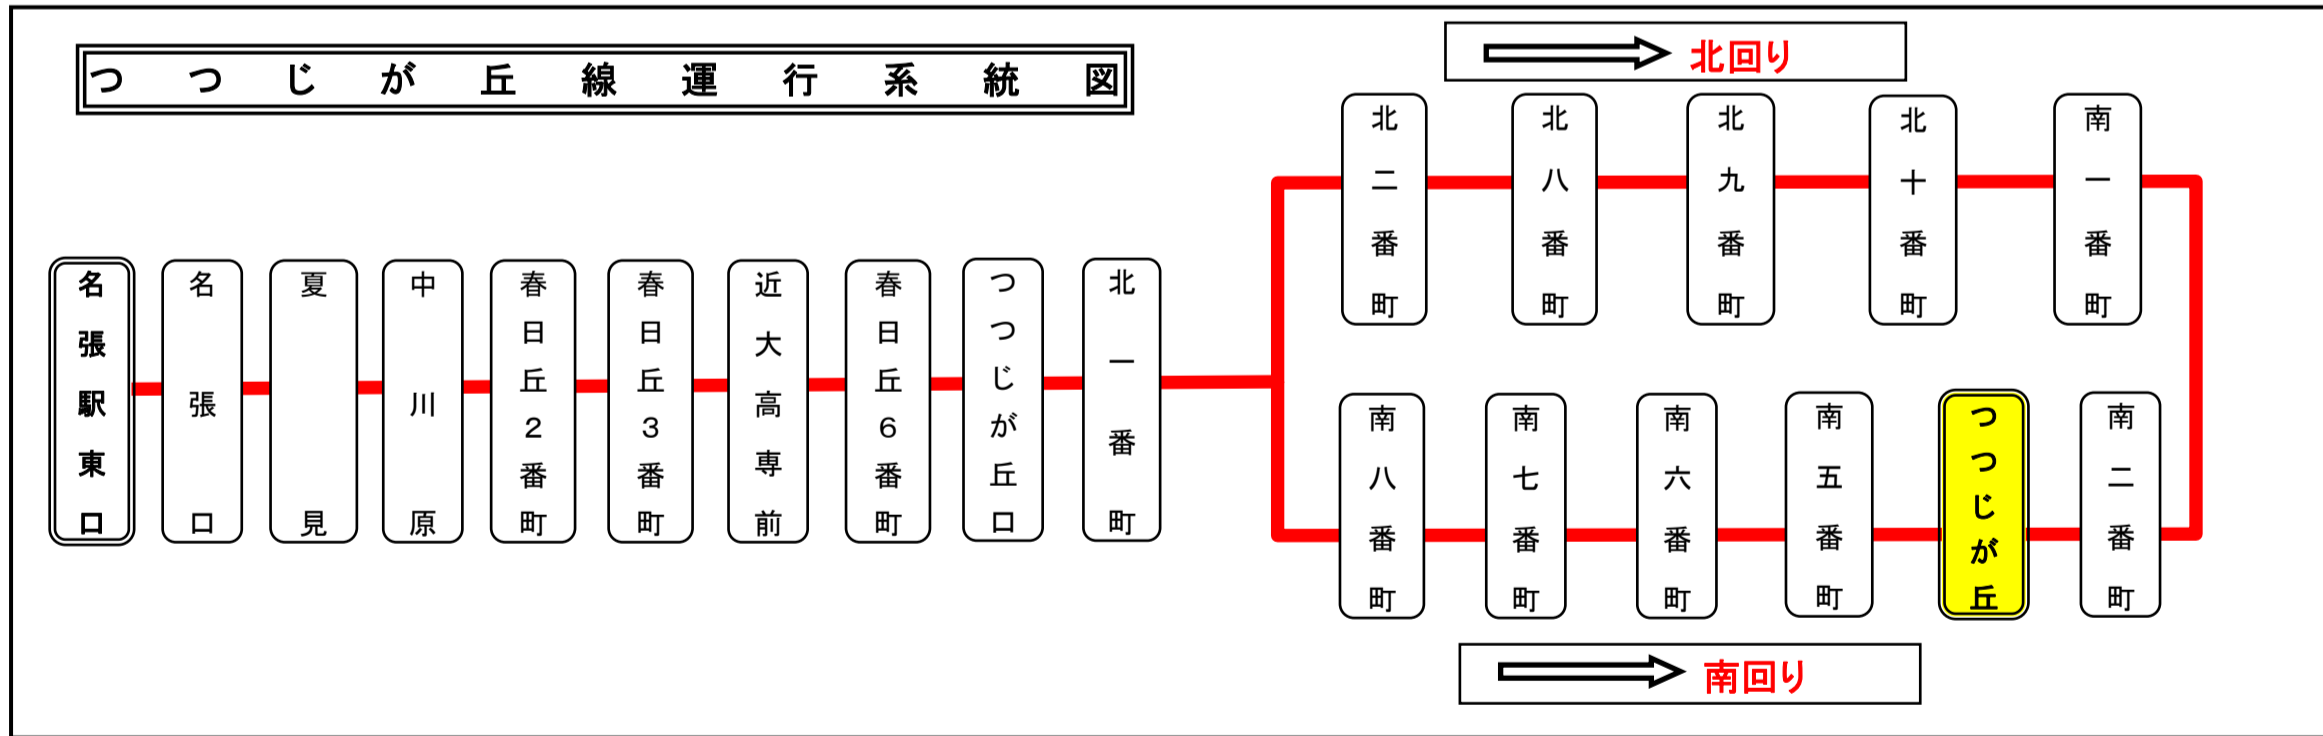 つつじが丘線運行系統図
北回り
北二番町
北八番町
北九番町
北十番町
南一番町
名張駅東口
名張口
夏見
中川原
春日丘2番町
春日丘3番町
近大高専前
春日丘6番町
つつじが丘口
北一番町
南八番町
南七番町
南六番町
南五番町
つつじが丘
南二番町
南回り